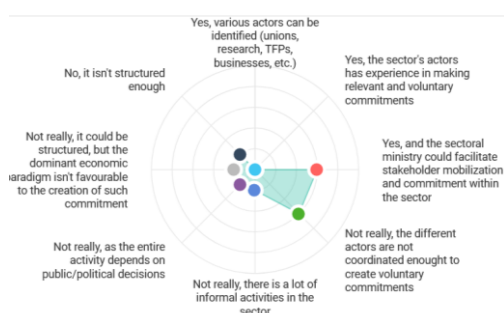 Yes, various actors can be
identified (unions,
research, TFPs,
businesses, etc.)
Yes, the sector's actors
has experience in making
relevant and voluntary
commitments
Yes, and the sectoral
ministry could facilitate
stakeholder mobilization
and commitment within
the sector
Not really, the different
actors are not
coordinated enought to
create voluntary
commitments
Not really, there is a lot of
informal activities in the
sector
Not really, as the entire
activity depends on
public/political decisions
Not really, it could be
structured, but the
dominant economic
aradigm isn't favourable
to the creation of such
commitment
No, it isn't structured
enough